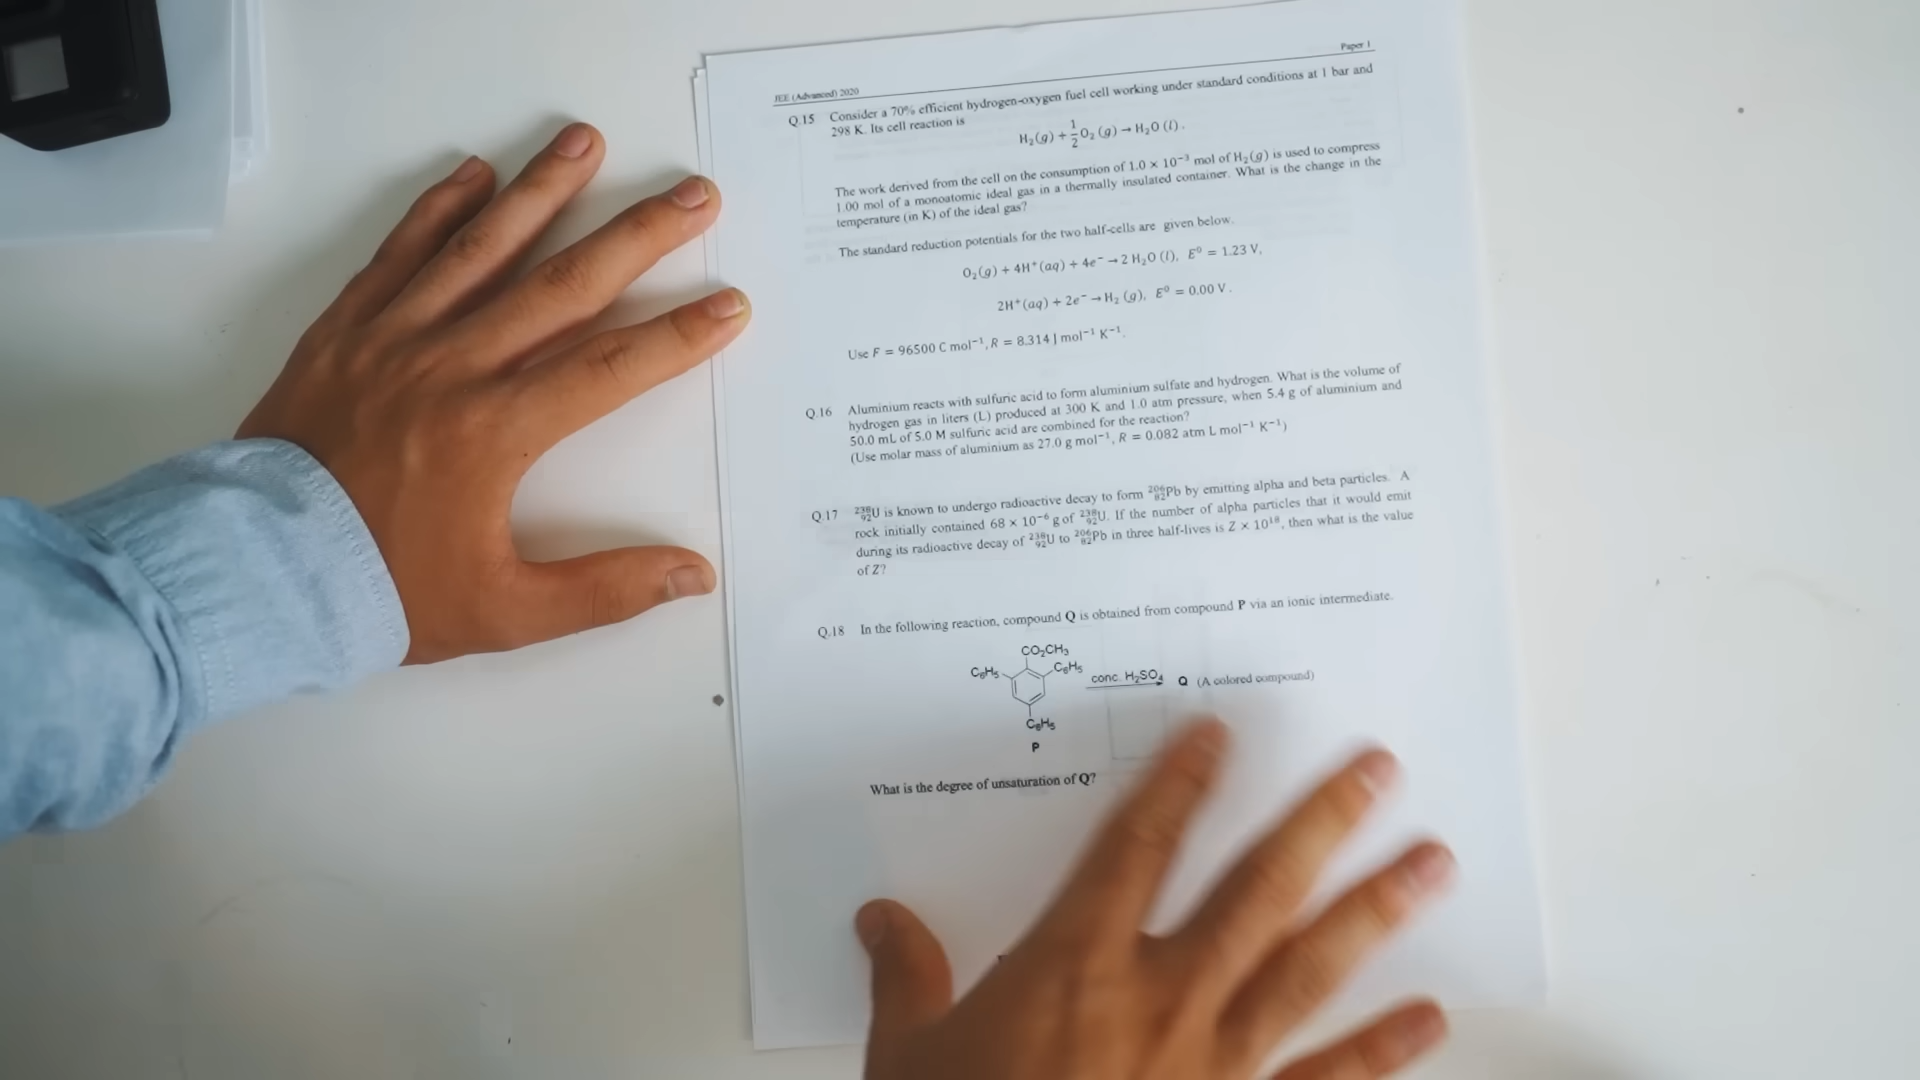 Paper 1
JEE (Advanced) 2020
Q.15 Consider a 70% efficient hydrogen-oxygen fuel cell working under standard conditions at 1 bar and
298 K. Its cell reaction is
H₂(g) + 1/2 O₂(g) → H₂O (l).
The work derived from the cell on the consumption of 1.0 × 10⁻³ mol of H₂(g) is used to compress
1.00 mol of a monoatomic ideal gas in a thermally insulated container. What is the change in the
temperature (in K) of the ideal gas?
The standard reduction potentials for the two half-cells are given below.
O₂(g) + 4H⁺(aq) + 4e⁻ → 2 H₂O (l), E° = 1.23 V,
2H⁺(aq) + 2e⁻ → H₂ (g), E° = 0.00 V.
Use F = 96500 C mol⁻¹, R = 8.314 J mol⁻¹ K⁻¹.
Q.16 Aluminium reacts with sulfuric acid to form aluminium sulfate and hydrogen. What is the volume of
hydrogen gas in liters (L) produced at 300 K and 1.0 atm pressure, when 5.4 g of aluminium and
50.0 mL of 5.0 M sulfuric acid are combined for the reaction?
(Use molar mass of aluminium as 27.0 g mol⁻¹, R = 0.082 atm L mol⁻¹ K⁻¹)
Q.17 ²³⁸₉₂U is known to undergo radioactive decay to form ²⁰⁶₈₂Pb by emitting alpha and beta particles. A
rock initially contained 68 × 10⁻⁶ g of ²³⁸₉₂U. If the number of alpha particles that it would emit
during its radioactive decay of ²³⁸₉₂U to ²⁰⁶₈₂Pb in three half-lives is Z × 10¹⁸, then what is the value
of Z?
Q.18 In the following reaction, compound Q is obtained from compound P via an ionic intermediate.
CO₂CH₃
C₆H₅ C₆H₅ conc. H₂SO₄ Q (A colored compound)
C₆H₅
P
What is the degree of unsaturation of Q?